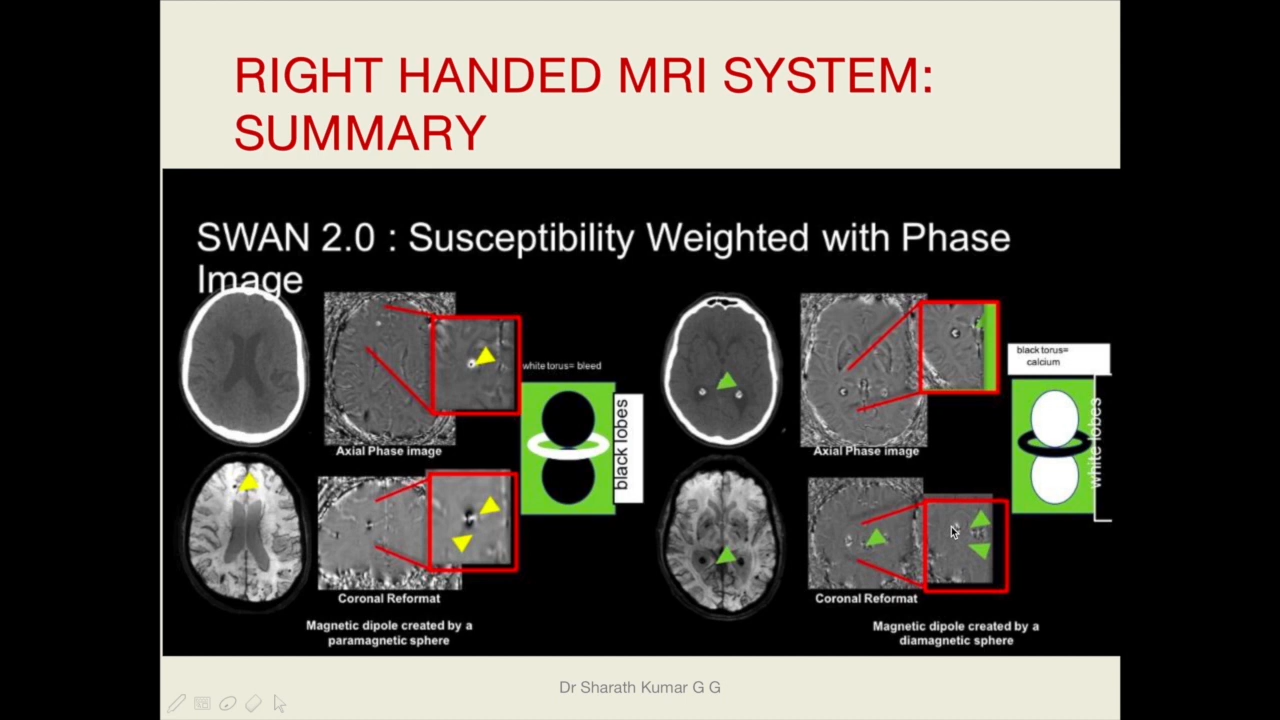 RIGHT HANDED MRI SYSTEM:
SUMMARY
SWAN 2.0 : Susceptibility Weighted with Phase
Image
white torus= bleed
black lobes
Axial Phase image
Coronal Reformat
Magnetic dipole created by a
paramagnetic sphere
black torus=
calcium
white lobes
Axial Phase image
Coronal Reformat
Magnetic dipole created by a
diamagnetic sphere
Dr Sharath Kumar G G